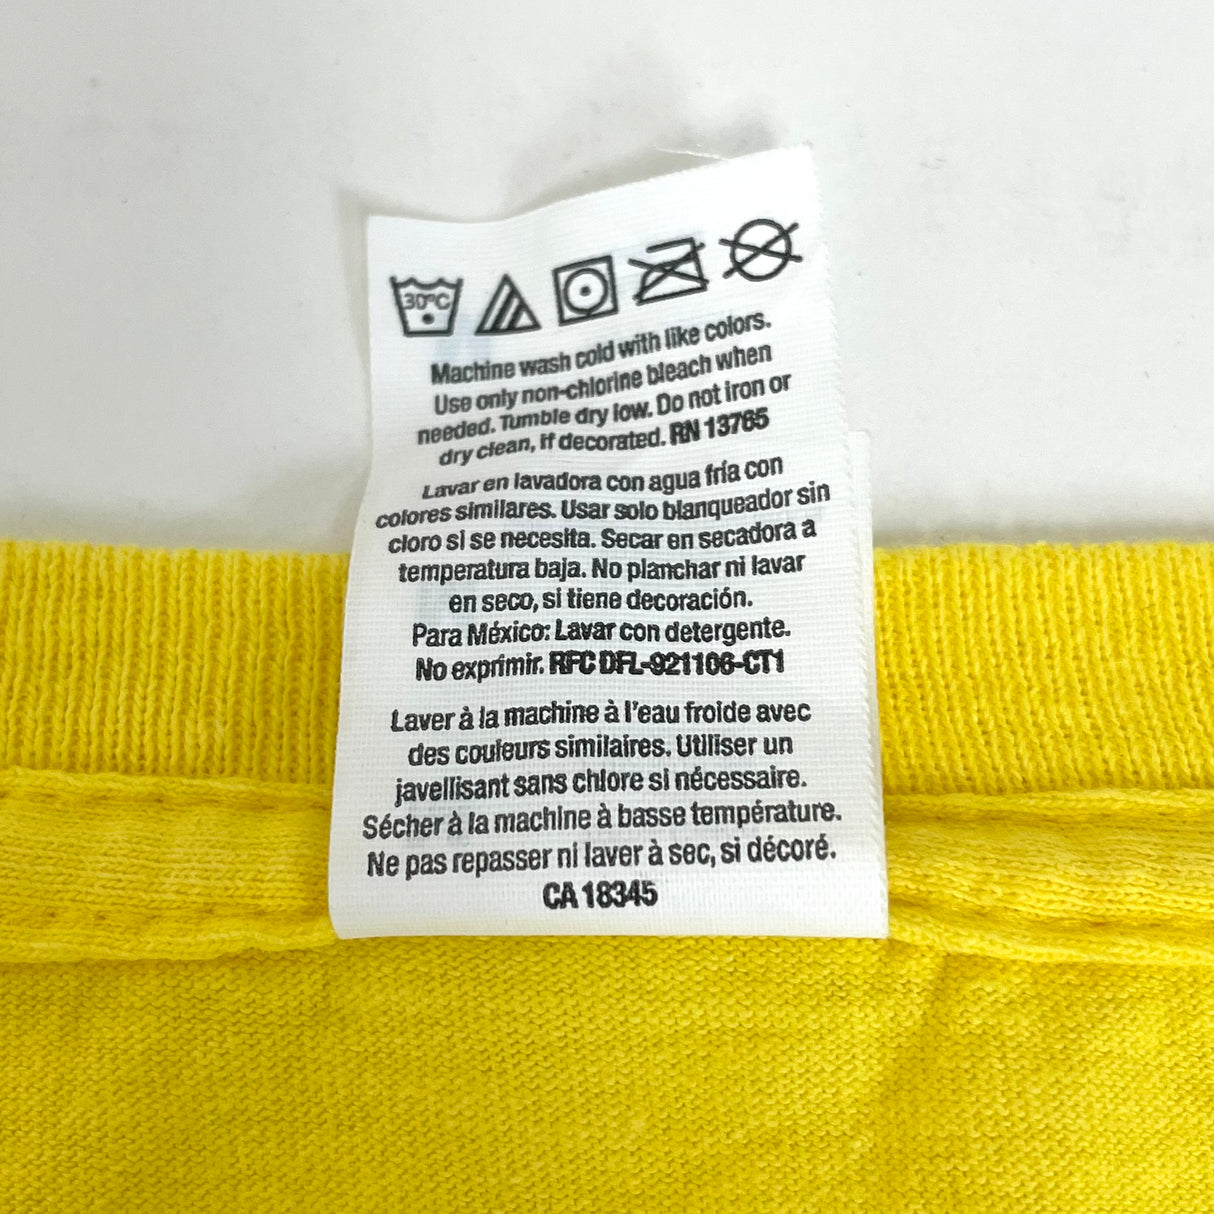 30°C
Machine wash cold with like colors.
Use only non-chlorine bleach when
needed. Tumble dry low. Do not iron or
dry clean, if decorated. RN 13765
Lavar en lavadora con agua fría con
colores similares. Usar solo blanqueador sin
cloro si se necesita. Secar en secadora a
temperatura baja. No planchar ni lavar
en seco, si tiene decoración.
Para México: Lavar con detergente.
No exprimir. RFC DFL-921106-CT1
Laver à la machine à l'eau froide avec
des couleurs similaires. Utiliser un
javellisant sans chlore si nécessaire.
Sécher à la machine à basse température.
Ne pas repasser ni laver à sec, si décoré.
CA 18345